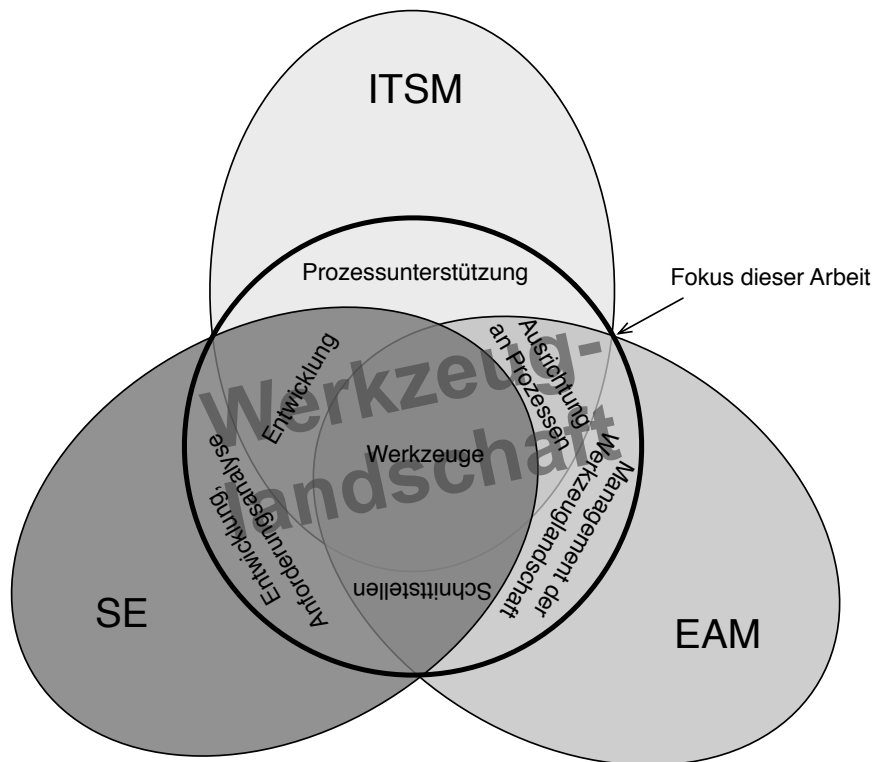 ITSM
Prozessunterstützung
Fokus dieser Arbeit
Ausrichtung
an Prozessen
Entwicklung
Werkzeug-
landschaft
Werkzeuge
Entwicklung,
Anforderungsanalyse
Management der
Werkzeuglandschaft
Schnittstellen
SE
EAM